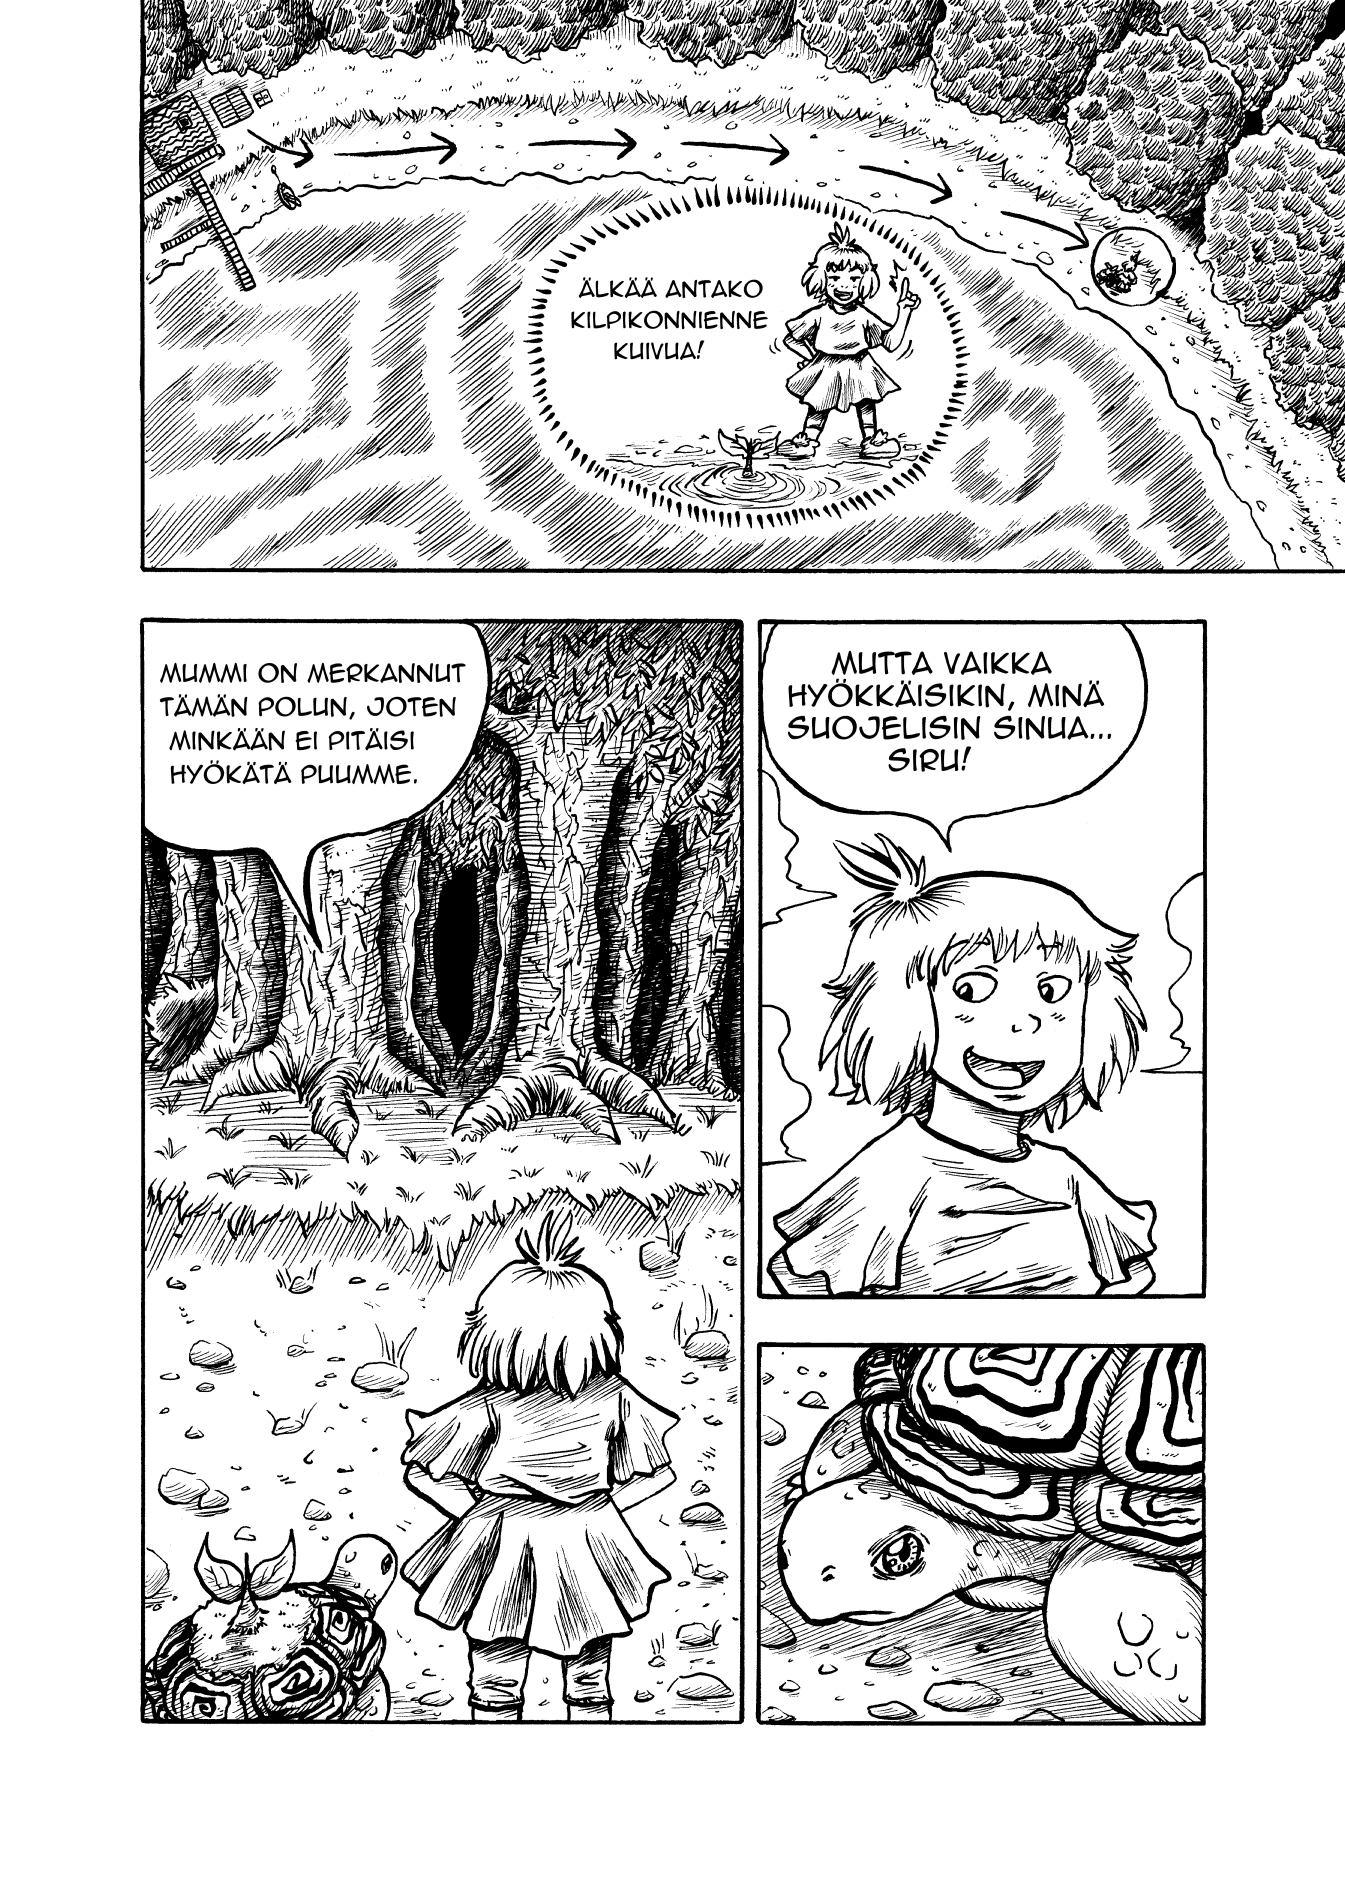 ÄLKÄÄ ANTAKO
KILPIKONNIENNE
KUIVUA!
MUMMI ON MERKANNUT
TÄMÄN POLUN, JOTEN
MINKÄÄN EI PITÄISI
HYÖKÄTÄ PUUMME.
MUTTA VAIKKA
HYÖKKÄISIKIN, MINÄ
SUOJELISIN SINUA...
SIRU!